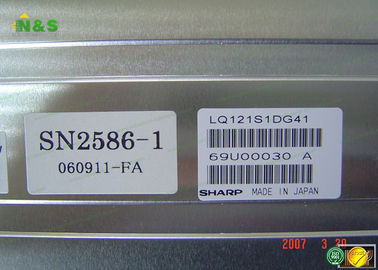 N&S
SN2586-1
060911-FA
LQ121S1DG41
69U00030 A
SHARP MADE IN JAPAN
2007 3 30